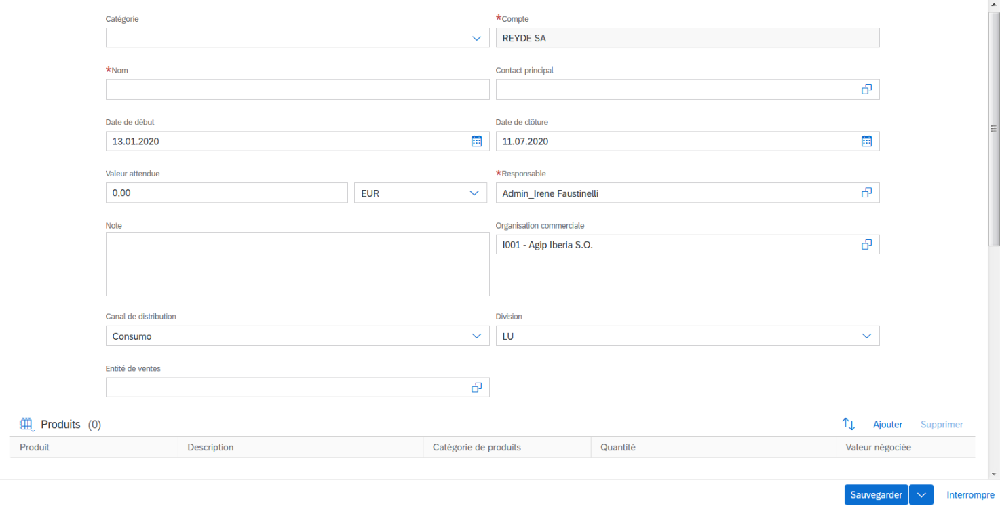 Catégorie
*Compte
REYDE SA
*Nom
Contact principal
Date de début
Date de clôture
13.01.2020
11.07.2020
Valeur attendue
*Responsable
0,00
EUR
Admin_Irene Faustinelli
Note
Organisation commerciale
I001 - Agip Iberia S.O.
Canal de distribution
Division
Consumo
LU
Entité de ventes
Produits (0)
Ajouter
Supprimer
Produit
Description
Catégorie de produits
Quantité
Valeur négociée
Sauvegarder
Interrompre